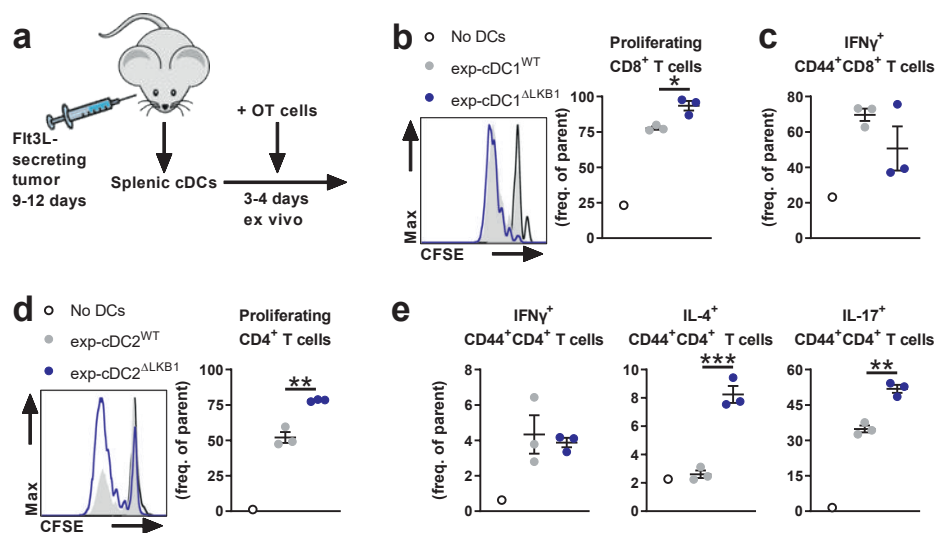 a
Flt3L-
secreting
tumor
9-12 days
Splenic cDCs
+ OT cells
3-4 days
ex vivo
b
No DCs
exp-cDC1ᵂᵀ
exp-cDC1ᐞᴸᴷᴮ¹
Max
CFSE
Proliferating
CD8⁺ T cells
(freq. of parent)
100
75
50
25
0
*
c
IFNγ⁺
CD44⁺CD8⁺ T cells
(freq. of parent)
80
60
40
20
0
d
No DCs
exp-cDC2ᵂᵀ
exp-cDC2ᐞᴸᴷᴮ¹
Max
CFSE
Proliferating
CD4⁺ T cells
(freq. of parent)
100
75
50
25
0
**
e
IFNγ⁺
CD44⁺CD4⁺ T cells
(freq. of parent)
8
6
4
2
0
IL-4⁺
CD44⁺CD4⁺ T cells
10
8
6
4
2
0
***
IL-17⁺
CD44⁺CD4⁺ T cells
60
45
30
15
0
**